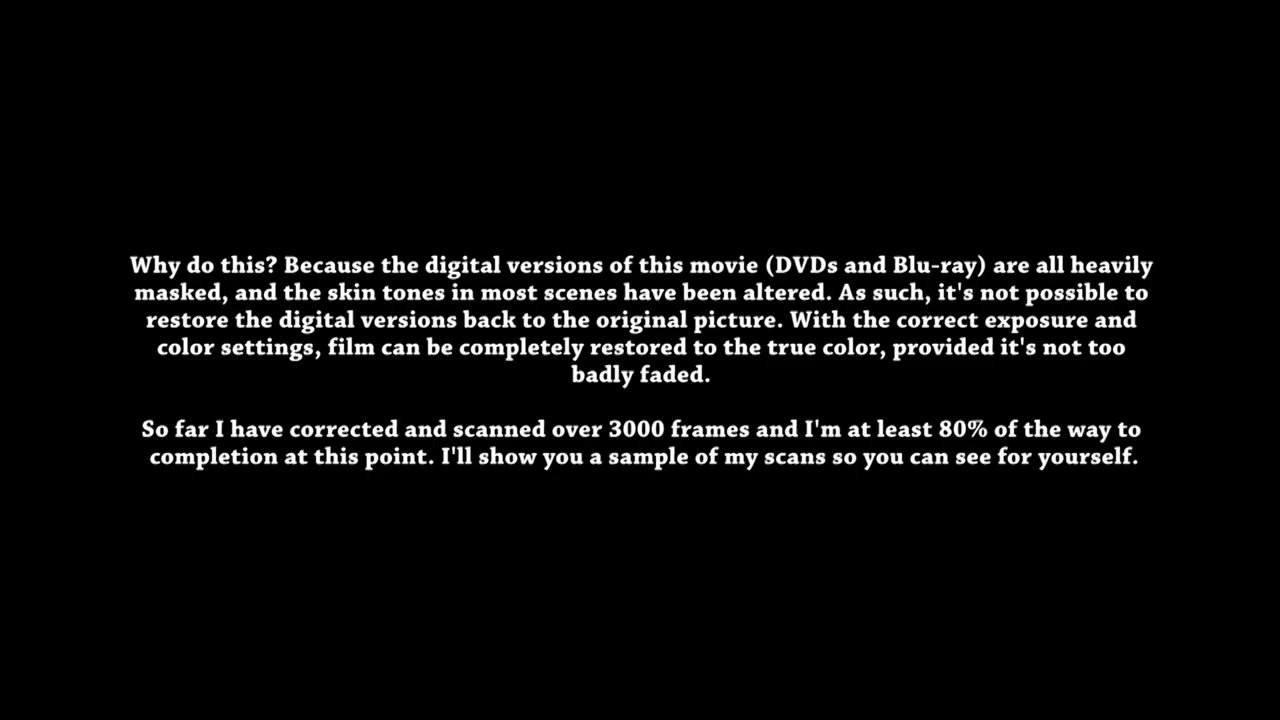 Why do this? Because the digital versions of this movie (DVDs and Blu-ray) are all heavily
masked, and the skin tones in most scenes have been altered. As such, it's not possible to
restore the digital versions back to the original picture. With the correct exposure and
color settings, film can be completely restored to the true color, provided it's not too
badly faded.
So far I have corrected and scanned over 3000 frames and I'm at least 80% of the way to
completion at this point. I'll show you a sample of my scans so you can see for yourself.